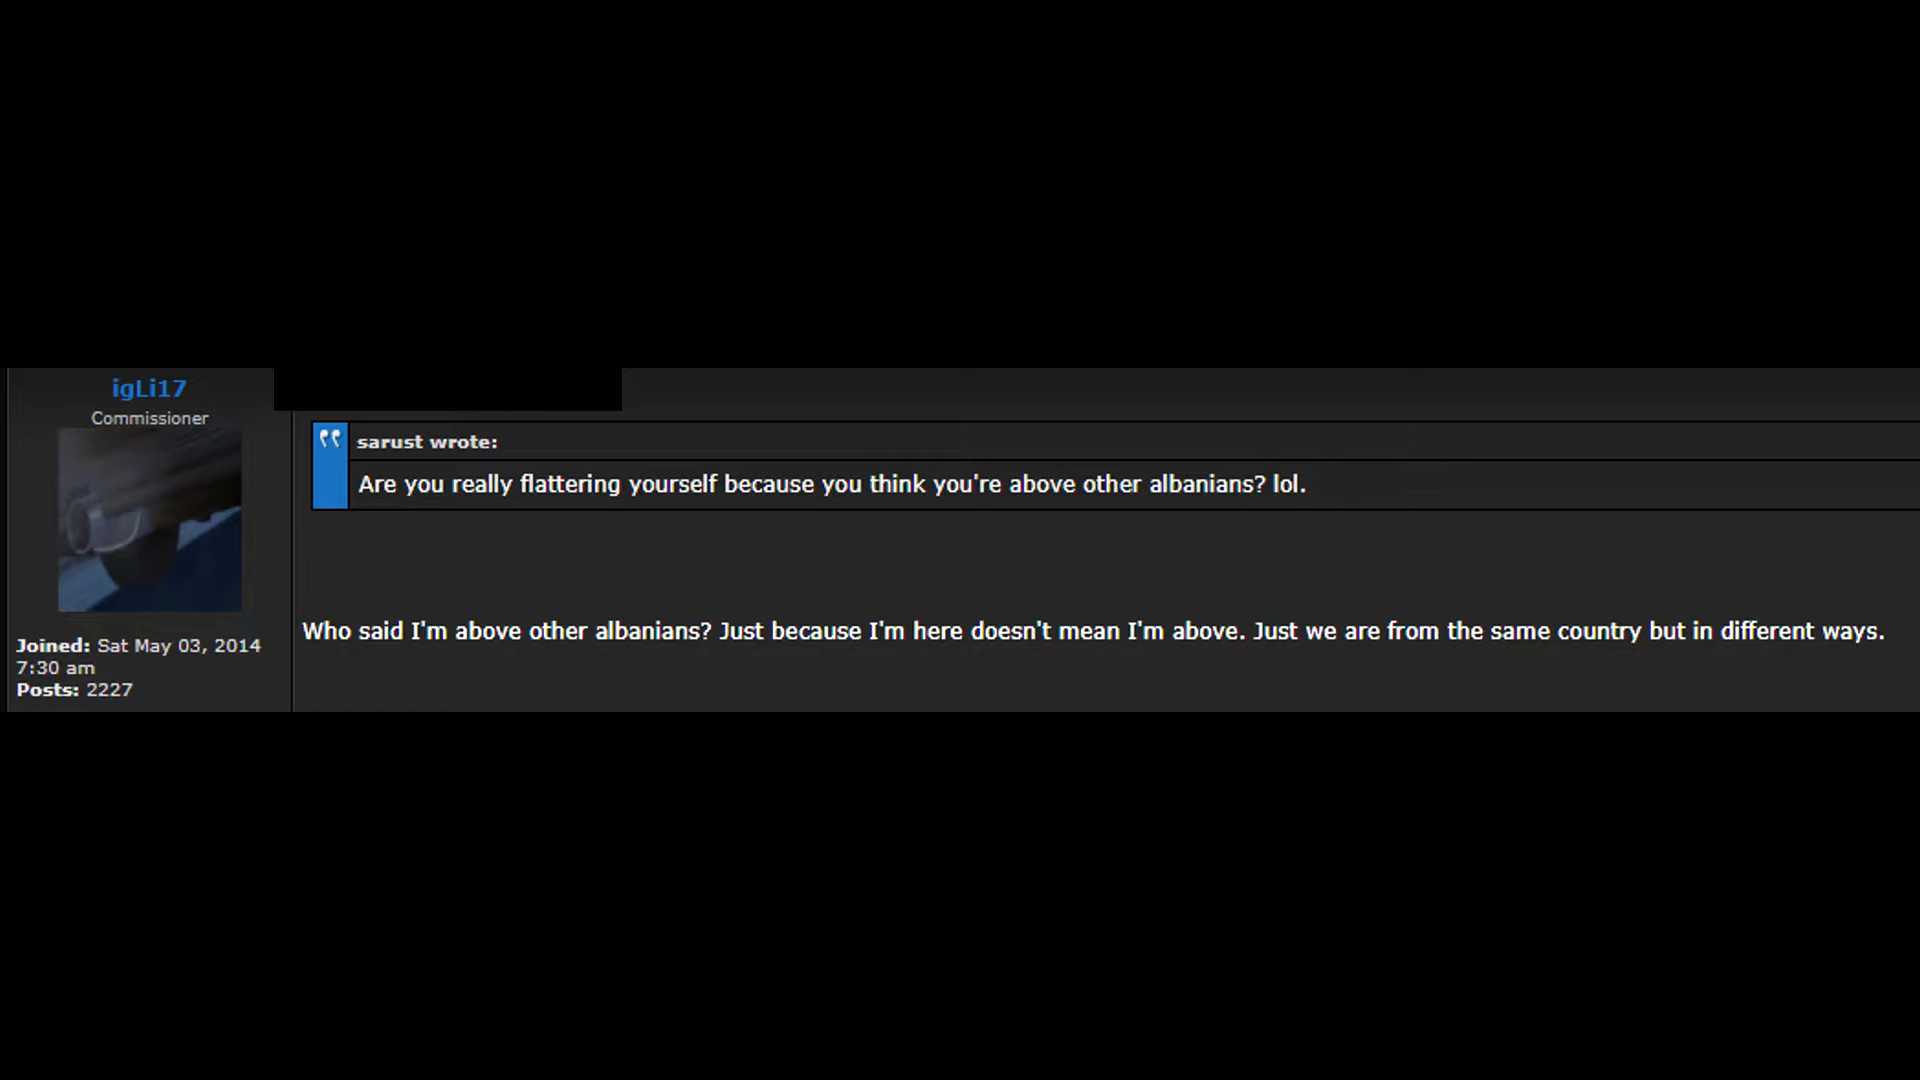 igLi17
Commissioner
Joined: Sat May 03, 2014
7:30 am
Posts: 2227
sarust wrote:
Are you really flattering yourself because you think you're above other albanians? lol.
Who said I'm above other albanians? Just because I'm here doesn't mean I'm above. Just we are from the same country but in different ways.